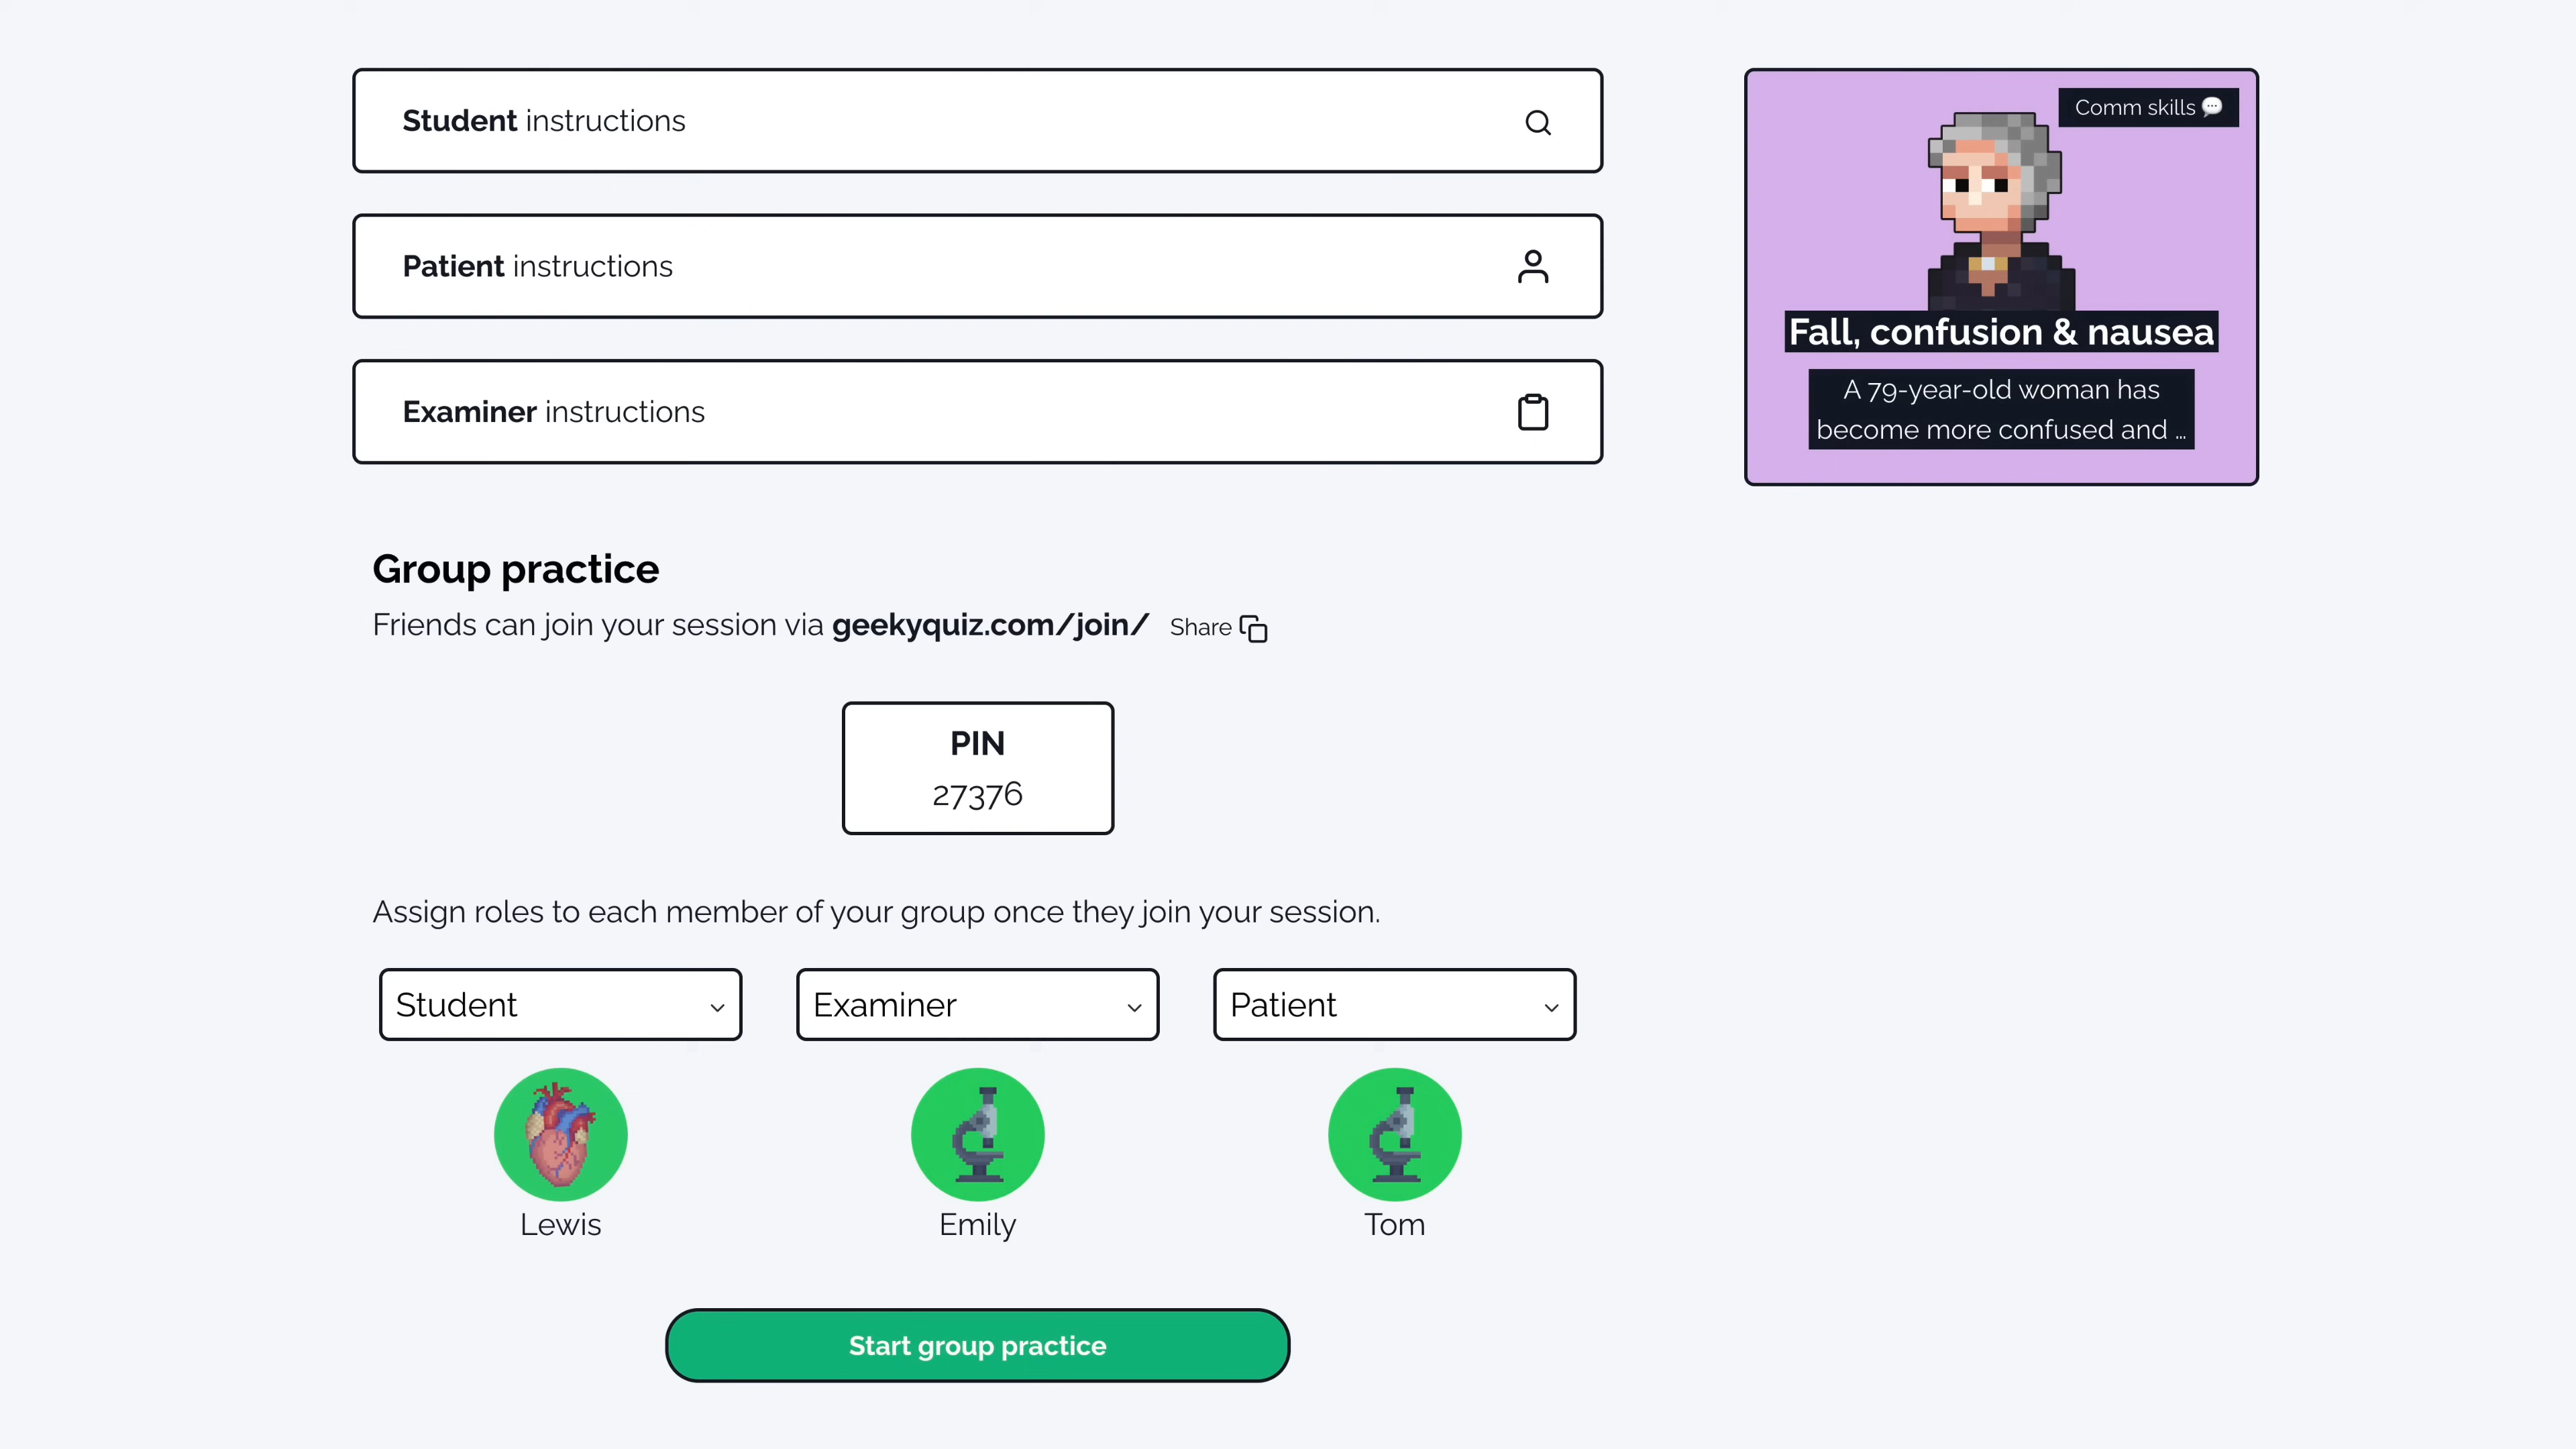 Student instructions
Patient instructions
Examiner instructions
Comm skills
Fall, confusion & nausea
A 79-year-old woman has
become more confused and ...
Group practice
Friends can join your session via geekyquiz.com/join/ Share
PIN
27376
Assign roles to each member of your group once they join your session.
Student
Examiner
Patient
Lewis
Emily
Tom
Start group practice